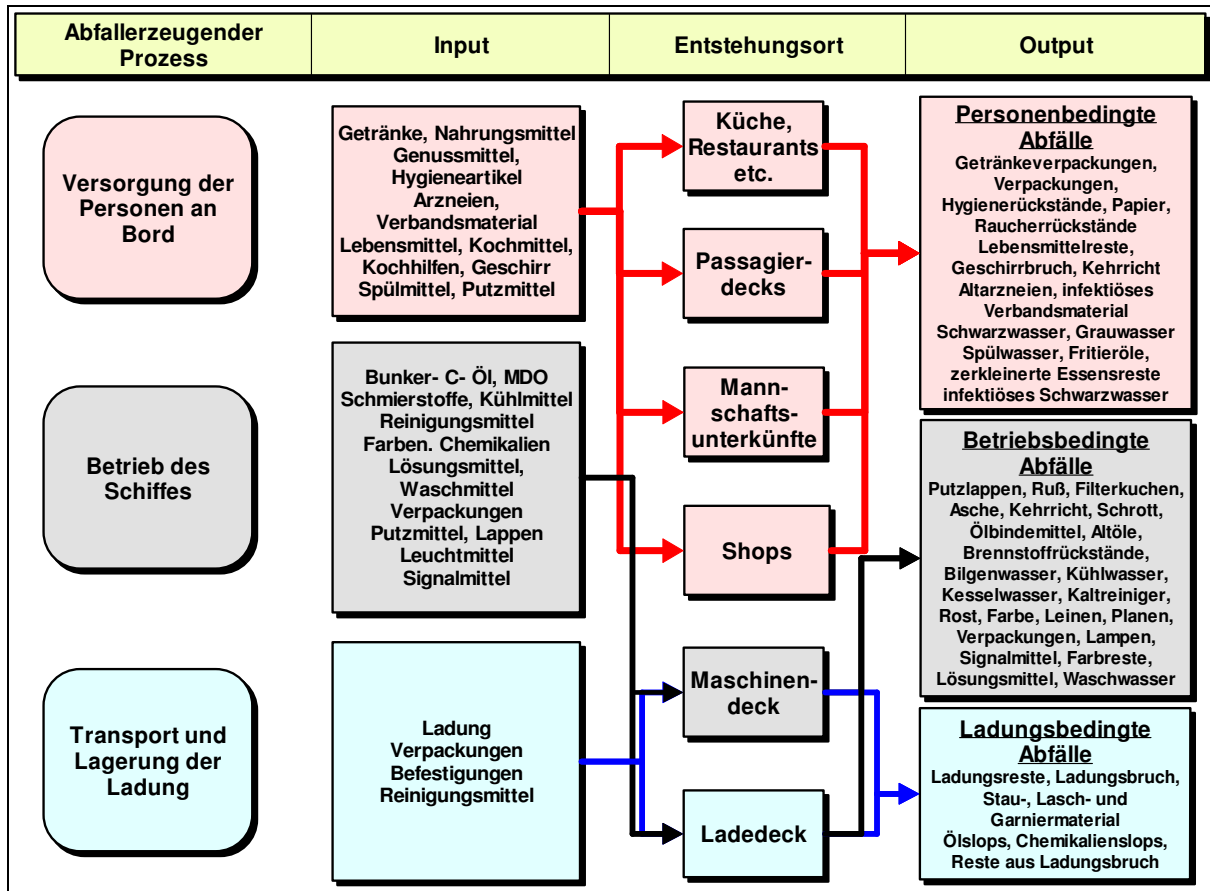 Abfallerzeugender
Prozess
Input
Entstehungsort
Output
Versorgung der
Personen an
Bord
Getränke, Nahrungsmittel
Genussmittel,
Hygieneartikel
Arzneien,
Verbandsmaterial
Lebensmittel, Kochmittel,
Kochhilfen, Geschirr
Spülmittel, Putzmittel
Küche,
Restaurants
etc.
Passagier-
decks
Mann-
schafts-
unterkünfte
Shops
Personenbedingte
Abfälle
Getränkeverpackungen,
Verpackungen,
Hygienerückstände, Papier,
Raucherrückstände
Lebensmittelreste,
Geschirrbruch, Kehrricht
Altarzneien, infektiöses
Verbandsmaterial
Schwarzwasser, Grauwasser
Spülwasser, Fritieröle,
zerkleinerte Essensreste
infektiöses Schwarzwasser
Betrieb des
Schiffes
Bunker- C- Öl, MDO
Schmierstoffe, Kühlmittel
Reinigungsmittel
Farben. Chemikalien
Lösungsmittel,
Waschmittel
Verpackungen
Putzmittel, Lappen
Leuchtmittel
Signalmittel
Maschinen-
deck
Betriebsbedingte
Abfälle
Putzlappen, Ruß, Filterkuchen,
Asche, Kehrricht, Schrott,
Ölbindemittel, Altöle,
Brennstoffrückstände,
Bilgenwasser, Kühlwasser,
Kesselwasser, Kaltreiniger,
Rost, Farbe, Leinen, Planen,
Verpackungen, Lampen,
Signalmittel, Farbreste,
Lösungsmittel, Waschwasser
Transport und
Lagerung der
Ladung
Ladung
Verpackungen
Befestigungen
Reinigungsmittel
Ladedeck
Ladungsbedingte
Abfälle
Ladungsreste, Ladungsbruch,
Stau-, Lasch- und
Garniermaterial
Ölslops, Chemikalienslops,
Reste aus Ladungsbruch